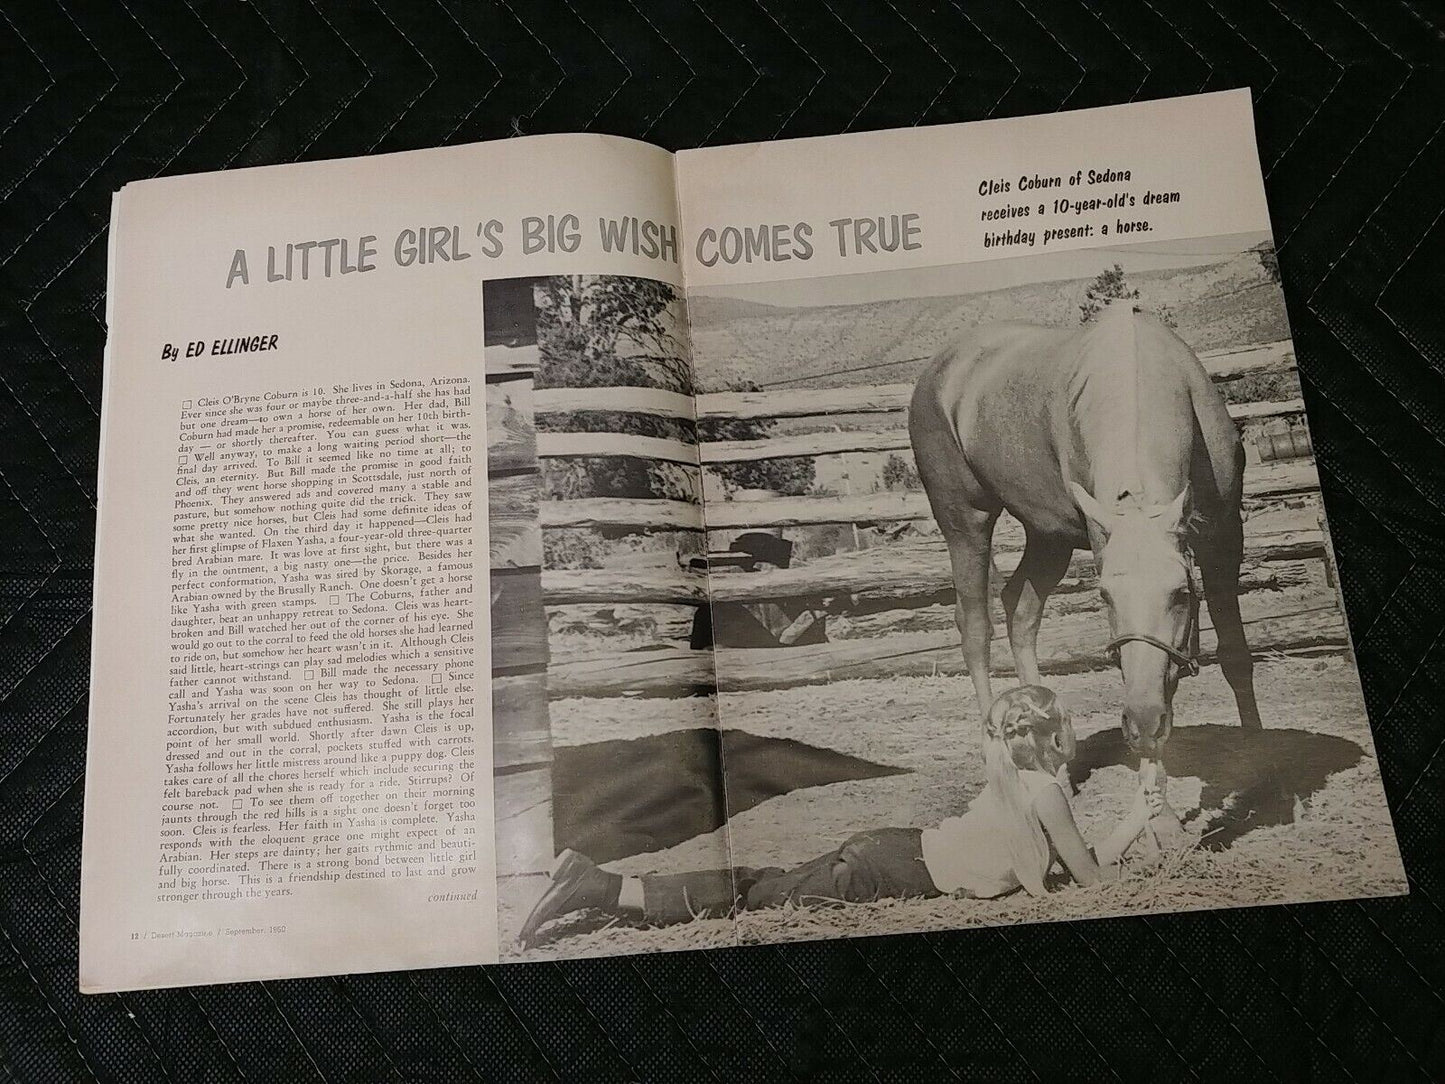 A LITTLE GIRL'S BIG WISH COMES TRUE
Cleis Coburn of Sedona
receives a 10-year-old's dream
birthday present: a horse.
By ED ELLINGER
□ Cleis O'Bryne Coburn is 10. She lives in Sedona, Arizona.
Ever since she was four or maybe three-and-a-half she has had
but one dream—to own a horse of her own. Her dad, Bill
Coburn had made her a promise, redeemable on her 10th birth-
day — or shortly thereafter. You can guess what it was.
□ Well anyway, to make a long waiting period short—the
final day arrived. To Bill it seemed like no time at all; to
Cleis, an eternity. But Bill made the promise in good faith
and off they went horse shopping in Scottsdale, just north of
Phoenix. They answered ads and covered many a stable and
pasture, but somehow nothing quite did the trick. They saw
some pretty nice horses, but Cleis had some definite ideas of
what she wanted. On the third day it happened—Cleis had
her first glimpse of Flaxen Yasha, a four-year-old three-quarter
bred Arabian mare. It was love at first sight, but there was a
fly in the ointment, a big nasty one—the price. Besides her
perfect conformation, Yasha was sired by Skorage, a famous
Arabian owned by the Brusally Ranch. One doesn't get a horse
like Yasha with green stamps. □ The Coburns, father and
daughter, beat an unhappy retreat to Sedona. Cleis was heart-
broken and Bill watched her out of the corner of his eye. She
would go out to the corral to feed the old horses she had learned
to ride on, but somehow her heart wasn't in it. Although Cleis
said little, heart-strings can play sad melodies which a sensitive
father cannot withstand. □ Bill made the necessary phone
call and Yasha was soon on her way to Sedona. □ Since
Yasha's arrival on the scene Cleis has thought of little else.
Fortunately her grades have not suffered. She still plays her
accordion, but with subdued enthusiasm. Yasha is the focal
point of her small world. Shortly after dawn Cleis is up,
dressed and out in the corral, pockets stuffed with carrots.
Yasha follows her little mistress around like a puppy dog. Cleis
takes care of all the chores herself which include securing the
felt bareback pad when she is ready for a ride. Stirrups? Of
course not. □ To see them off together on their morning
jaunts through the red hills is a sight one doesn't forget too
soon. Cleis is fearless. Her faith in Yasha is complete. Yasha
responds with the eloquent grace one might expect of an
Arabian. Her steps are dainty; her gaits rythmic and beauti-
fully coordinated. There is a strong bond between little girl
and big horse. This is a friendship destined to last and grow
stronger through the years.
continued
12 / Desert Magazine / September, 1960